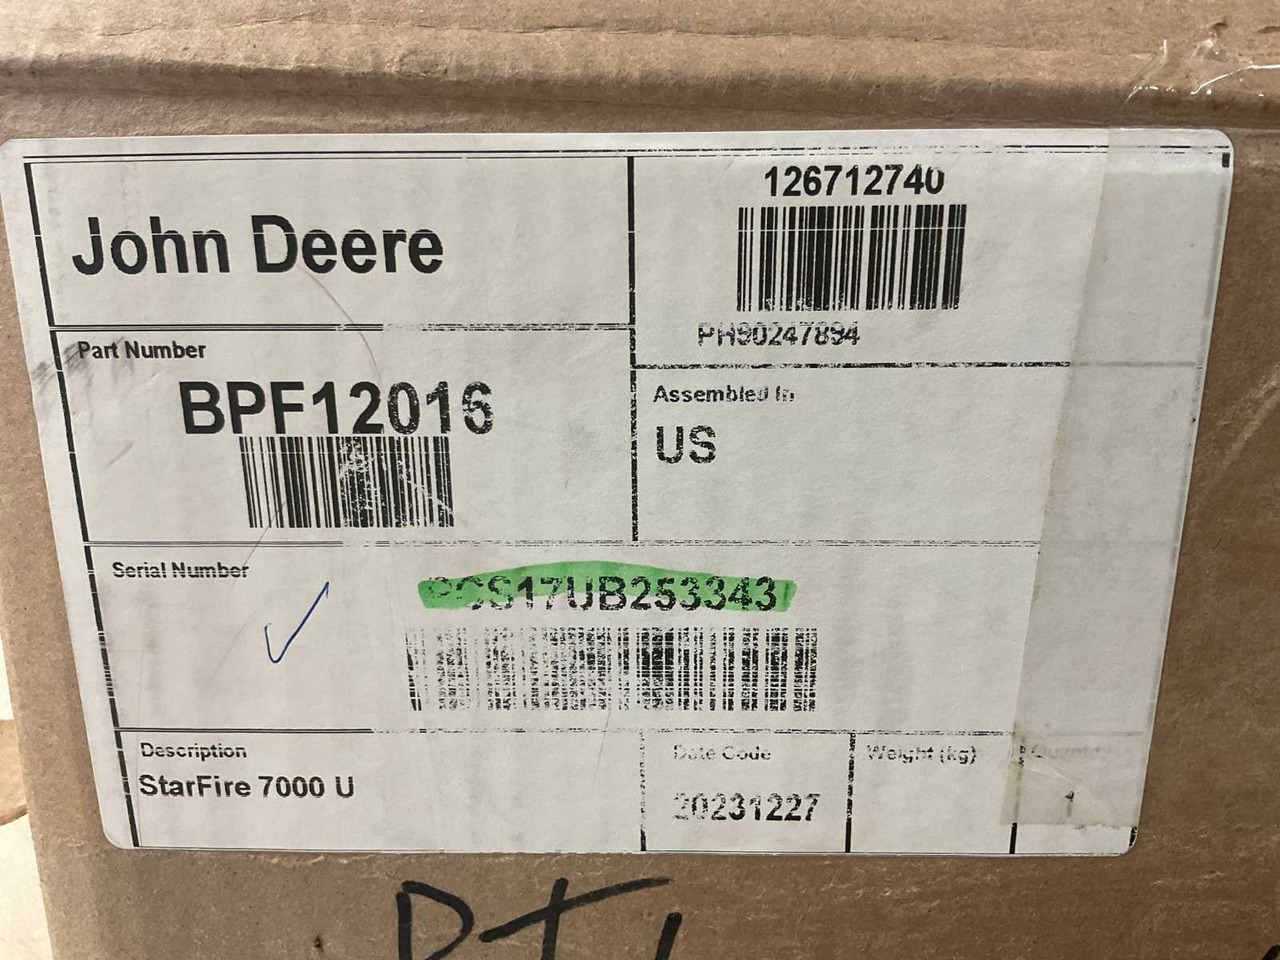 John Deere
126712740
PH90247894
Part Number
BPF12016
Assembled In
US
Serial Number
PCS17UB253343
Description
StarFire 7000 U
Date Code
20231227
Weight (kg)
Quantity
1